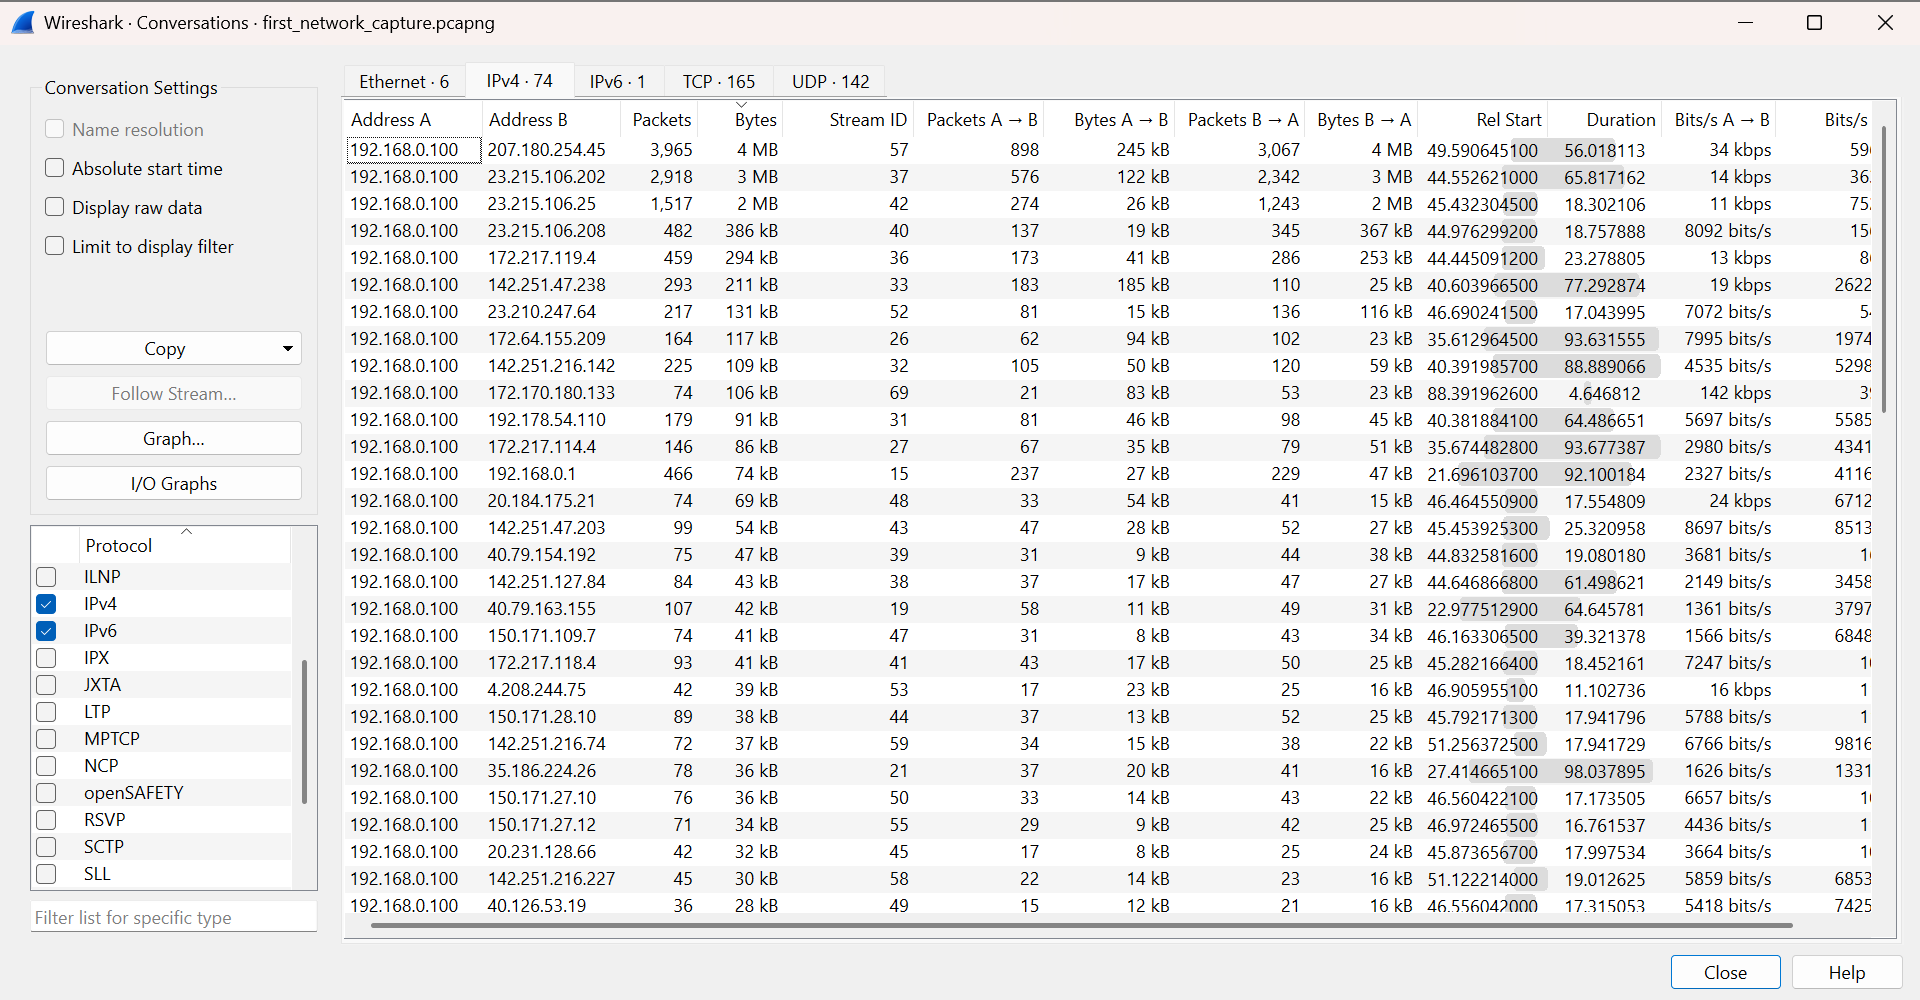 Wireshark · Conversations · first_network_capture.pcapng
Conversation Settings
Name resolution
Absolute start time
Display raw data
Limit to display filter
Copy
Follow Stream...
Graph...
I/O Graphs
Protocol
ILNP
IPv4
IPv6
IPX
JXTA
LTP
MPTCP
NCP
openSAFETY
RSVP
SCTP
SLL
Filter list for specific type
Ethernet · 6 IPv4 · 74 IPv6 · 1 TCP · 165 UDP · 142
Address A Address B Packets Bytes Stream ID Packets A → B Bytes A → B Packets B → A Bytes B → A Rel Start Duration Bits/s A → B Bits/s
192.168.0.100 207.180.254.45 3,965 4 MB 57 898 245 kB 3,067 4 MB 49.590645100 56.018113 34 kbps
192.168.0.100 23.215.106.202 2,918 3 MB 37 576 122 kB 2,342 3 MB 44.552621000 65.817162 14 kbps
192.168.0.100 23.215.106.25 1,517 2 MB 42 274 26 kB 1,243 2 MB 45.432304500 18.302106 11 kbps
192.168.0.100 23.215.106.208 482 386 kB 40 137 19 kB 345 367 kB 44.976299200 18.757888 8092 bits/s
192.168.0.100 172.217.119.4 459 294 kB 36 173 41 kB 286 253 kB 44.445091200 23.278805 13 kbps
192.168.0.100 142.251.47.238 293 211 kB 33 183 185 kB 110 25 kB 40.603966500 77.292874 19 kbps 2622
192.168.0.100 23.210.247.64 217 131 kB 52 81 15 kB 136 116 kB 46.690241500 17.043995 7072 bits/s
192.168.0.100 172.64.155.209 164 117 kB 26 62 94 kB 102 23 kB 35.612964500 93.631555 7995 bits/s 1974
192.168.0.100 142.251.216.142 225 109 kB 32 105 50 kB 120 59 kB 40.391985700 88.889066 4535 bits/s 5298
192.168.0.100 172.170.180.133 74 106 kB 69 21 83 kB 53 23 kB 88.391962600 4.646812 142 kbps
192.168.0.100 192.178.54.110 179 91 kB 31 81 46 kB 98 45 kB 40.381884100 64.486651 5697 bits/s 5585
192.168.0.100 172.217.114.4 146 86 kB 27 67 35 kB 79 51 kB 35.674482800 93.677387 2980 bits/s 4341
192.168.0.100 192.168.0.1 466 74 kB 15 237 27 kB 229 47 kB 21.696103700 92.100184 2327 bits/s 4116
192.168.0.100 20.184.175.21 74 69 kB 48 33 54 kB 41 15 kB 46.464550900 17.554809 24 kbps 6712
192.168.0.100 142.251.47.203 99 54 kB 43 47 28 kB 52 27 kB 45.453925300 25.320958 8697 bits/s 8513
192.168.0.100 40.79.154.192 75 47 kB 39 31 9 kB 44 38 kB 44.832581600 19.080180 3681 bits/s
192.168.0.100 142.251.127.84 84 43 kB 38 37 17 kB 47 27 kB 44.646866800 61.498621 2149 bits/s 3458
192.168.0.100 40.79.163.155 107 42 kB 19 58 11 kB 49 31 kB 22.977512900 64.645781 1361 bits/s 3797
192.168.0.100 150.171.109.7 74 41 kB 47 31 8 kB 43 34 kB 46.163306500 39.321378 1566 bits/s 6848
192.168.0.100 172.217.118.4 93 41 kB 41 43 17 kB 50 25 kB 45.282166400 18.452161 7247 bits/s
192.168.0.100 4.208.244.75 42 39 kB 53 17 23 kB 25 16 kB 46.905955100 11.102736 16 kbps
192.168.0.100 150.171.28.10 89 38 kB 44 37 13 kB 52 25 kB 45.792171300 17.941796 5788 bits/s
192.168.0.100 142.251.216.74 72 37 kB 59 34 15 kB 38 22 kB 51.256372500 17.941729 6766 bits/s 9816
192.168.0.100 35.186.224.26 78 36 kB 21 37 20 kB 41 16 kB 27.414665100 98.037895 1626 bits/s 1331
192.168.0.100 150.171.27.10 76 36 kB 50 33 14 kB 43 22 kB 46.560422100 17.173505 6657 bits/s
192.168.0.100 150.171.27.12 71 34 kB 55 29 9 kB 42 25 kB 46.972465500 16.761537 4436 bits/s
192.168.0.100 20.231.128.66 42 32 kB 45 17 8 kB 25 24 kB 45.873656700 17.997534 3664 bits/s
192.168.0.100 142.251.216.227 45 30 kB 58 22 14 kB 23 16 kB 51.122214000 19.012625 5859 bits/s 6853
192.168.0.100 40.126.53.19 36 28 kB 49 15 12 kB 21 16 kB 46.556042000 17.315053 5418 bits/s 7425
Close Help